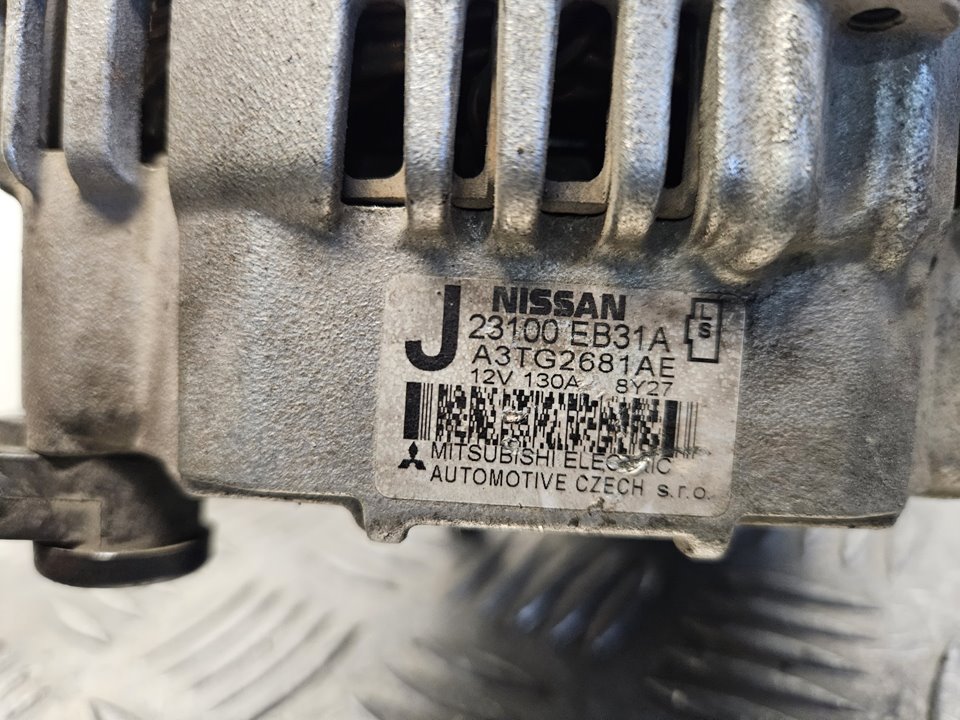 J
NISSAN
23100 EB31A
L
S
A3TG2681AE
12V 130A 8Y27
MITSUBISHI ELECTRIC
AUTOMOTIVE CZECH s.r.o.